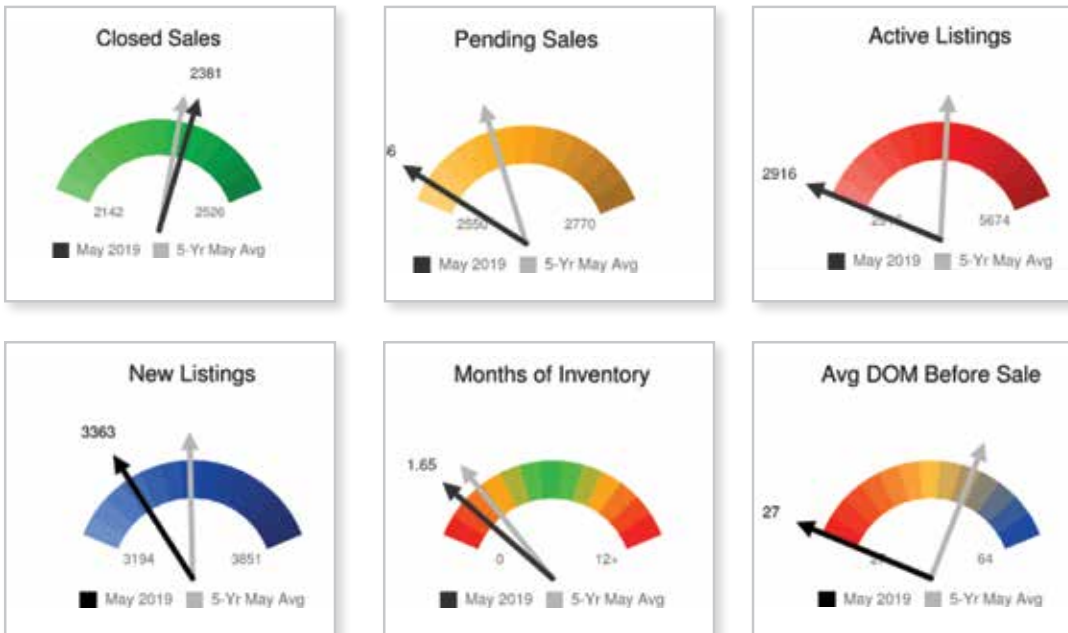 Closed Sales
2381
2142
2526
May 2019
5-Yr May Avg
Pending Sales
2550
2770
May 2019
5-Yr May Avg
Active Listings
2916
5674
May 2019
5-Yr May Avg
New Listings
3363
3194
3851
May 2019
5-Yr May Avg
Months of Inventory
1.65
0
12+
May 2019
5-Yr May Avg
Avg DOM Before Sale
27
64
May 2019
5-Yr May Avg